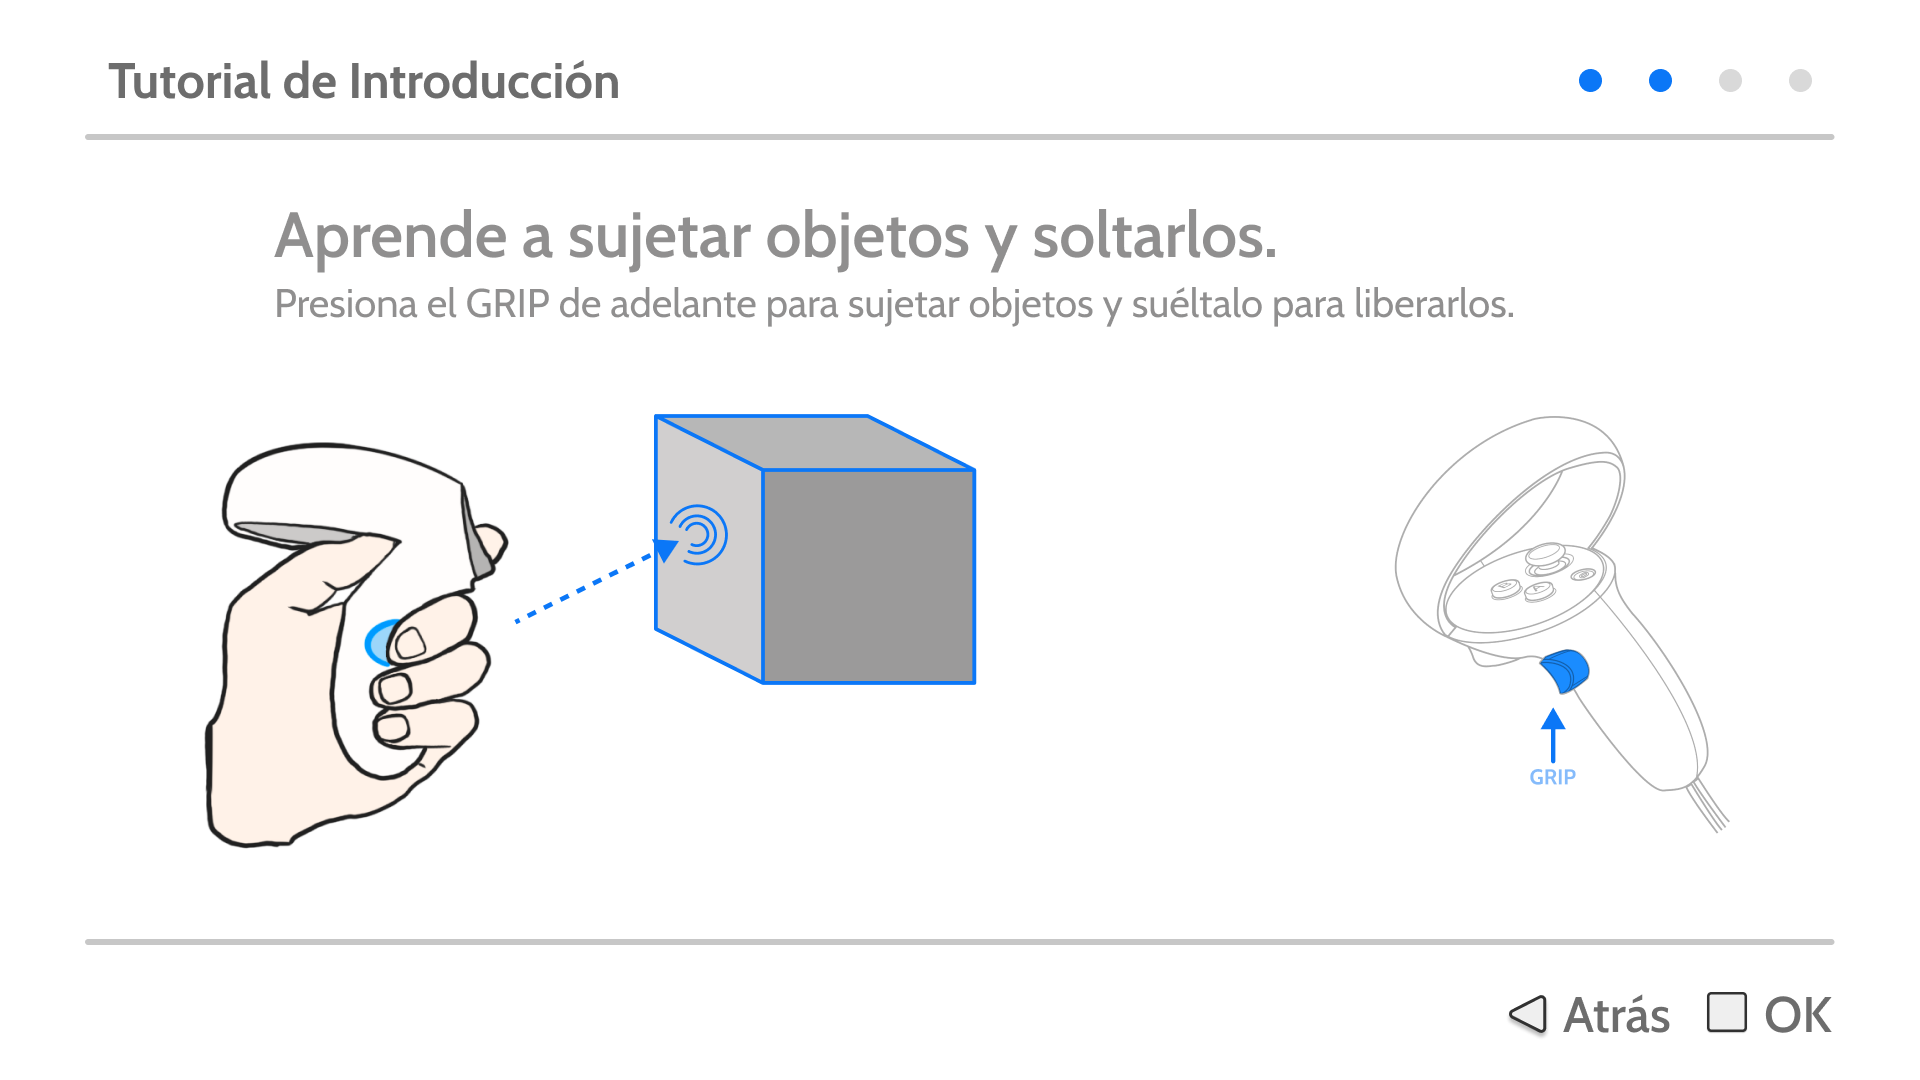 Tutorial de Introducción
Aprende a sujetar objetos y soltarlos.
Presiona el GRIP de adelante para sujetar objetos y suéltalo para liberarlos.
GRIP
Atrás
OK